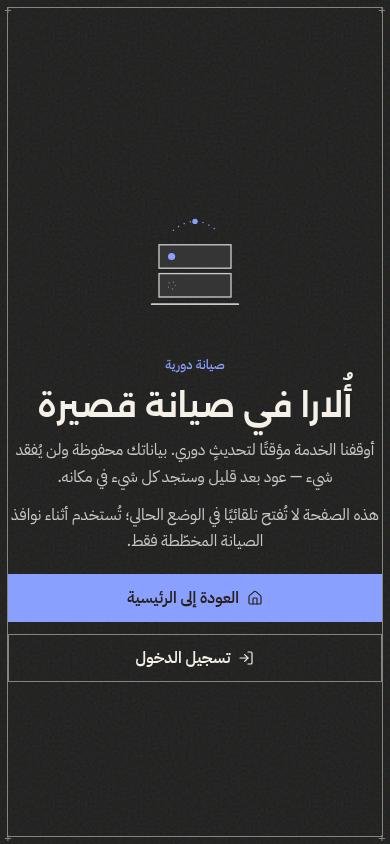 صيانة دورية
أُلارا في صيانة قصيرة
أوقفنا الخدمة مؤقتًا لتحديثٍ دوري. بياناتك محفوظة ولن يُفقد
شيء — عود بعد قليل وستجد كل شيء في مكانه.
هذه الصفحة لا تُفتح تلقائيًا في الوضع الحالي؛ تُستخدم أثناء نوافذ
الصيانة المخطّطة فقط.
العودة إلى الرئيسية
تسجيل الدخول